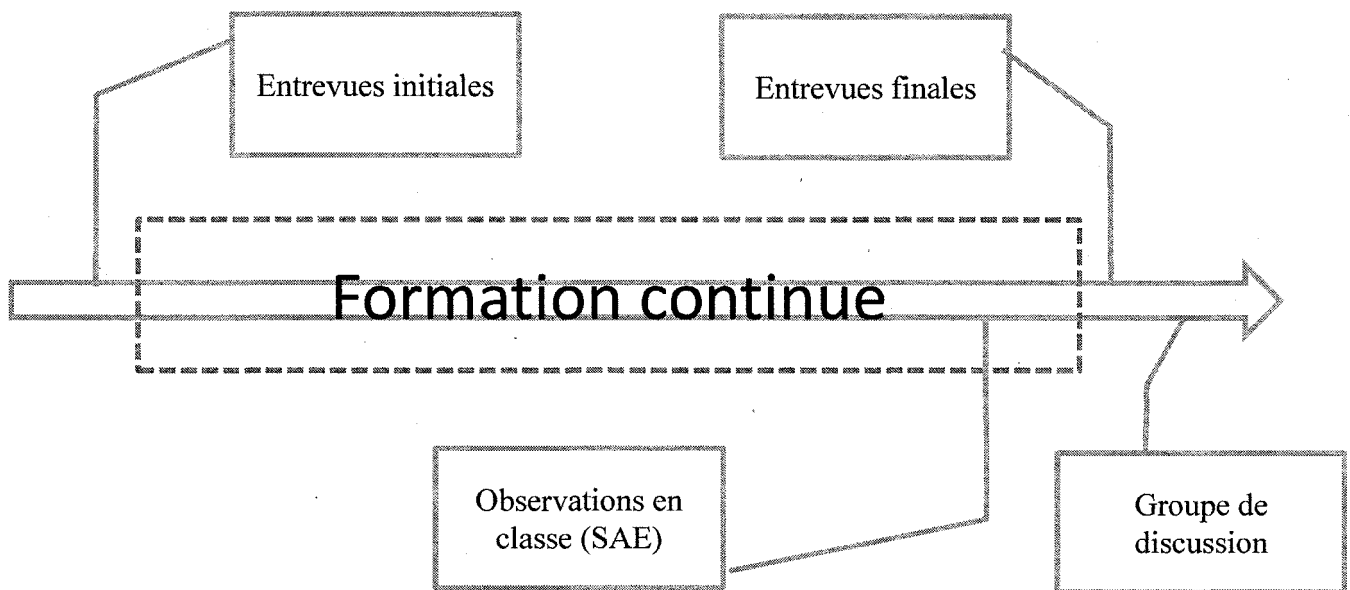 Entrevues initiales
Entrevues finales
Formation continue
Observations en
classe (SAE)
Groupe de
discussion